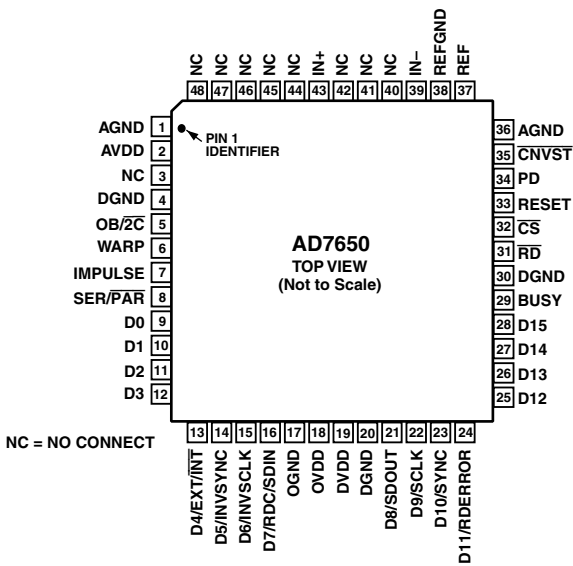 NC
NC
NC
NC
NC
IN+
NC
NC
NC
IN–
REFGND
REF
48 47 46 45 44 43 42 41 40 39 38 37
AGND 1
AVDD 2
NC 3
DGND 4
OB/2C̅ 5
WARP 6
IMPULSE 7
SER/P̅A̅R̅ 8
D0 9
D1 10
D2 11
D3 12
PIN 1
IDENTIFIER
AD7650
TOP VIEW
(Not to Scale)
36 AGND
35 C̅N̅V̅S̅T̅
34 PD
33 RESET
32 C̅S̅
31 R̅D̅
30 DGND
29 BUSY
28 D15
27 D14
26 D13
25 D12
NC = NO CONNECT
13 14 15 16 17 18 19 20 21 22 23 24
D4/EXT/I̅N̅T̅
D5/INVSYNC
D6/INVSCLK
D7/RDC/SDIN
OGND
OVDD
DVDD
DGND
D8/SDOUT
D9/SCLK
D10/SYNC
D11/RDERROR